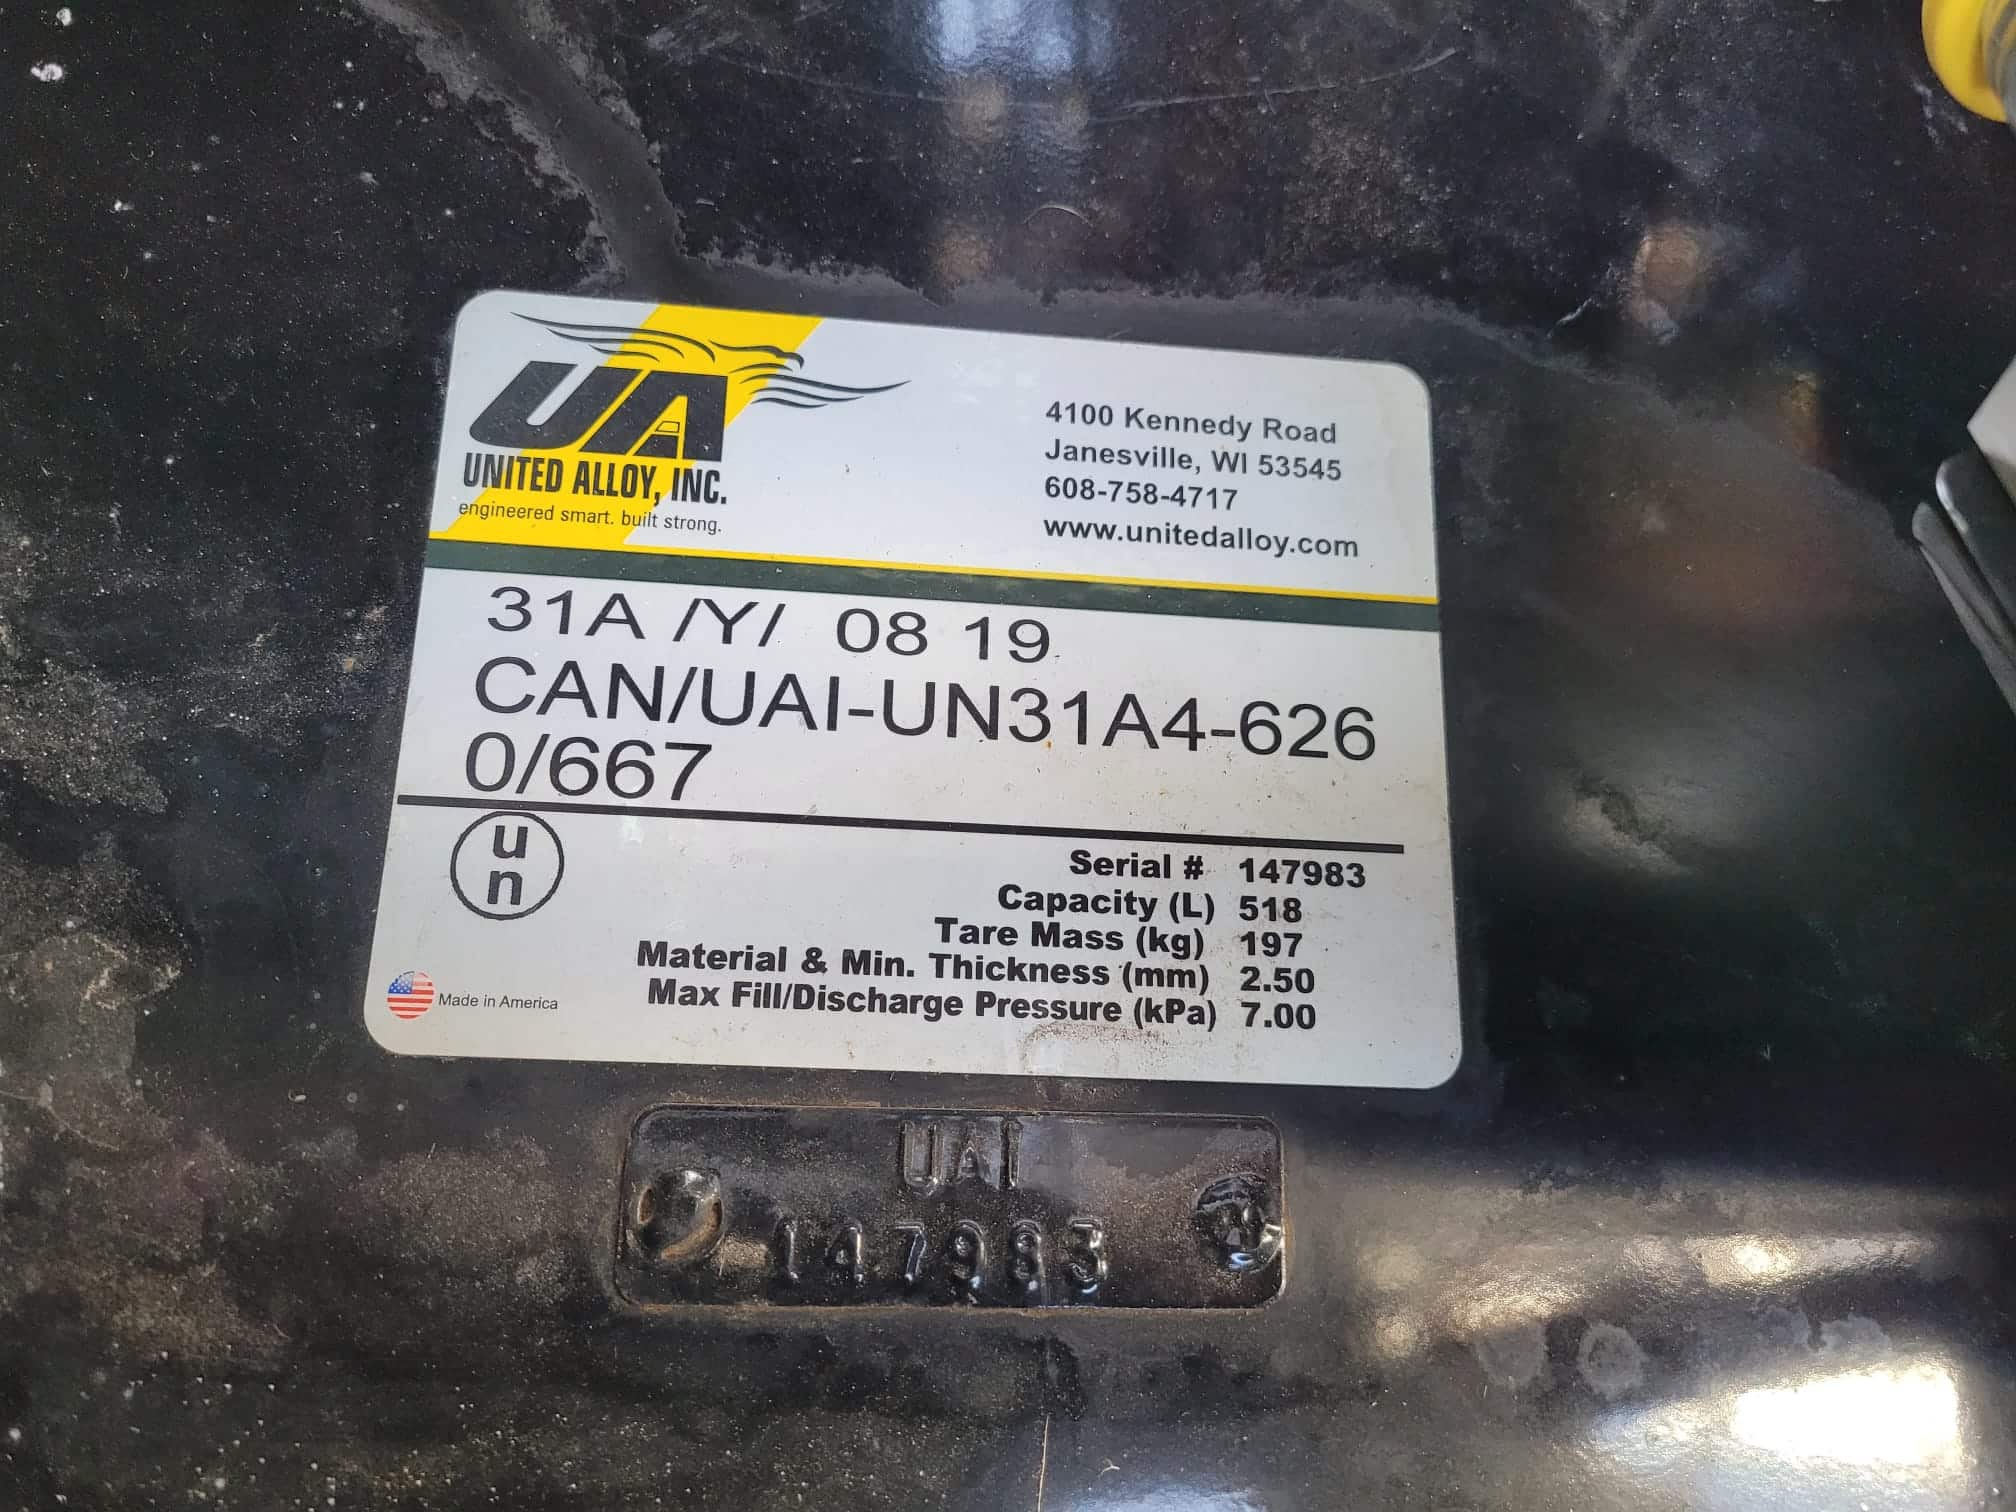 UA
UNITED ALLOY, INC.
engineered smart. built strong.
4100 Kennedy Road
Janesville, WI 53545
608-758-4717
www.unitedalloy.com
31A /Y/ 08 19
CAN/UAI-UN31A4-626
0/667
u
n
Serial # 147983
Capacity (L) 518
Tare Mass (kg) 197
Material & Min. Thickness (mm) 2.50
Max Fill/Discharge Pressure (kPa) 7.00
Made in America
UAI
147983